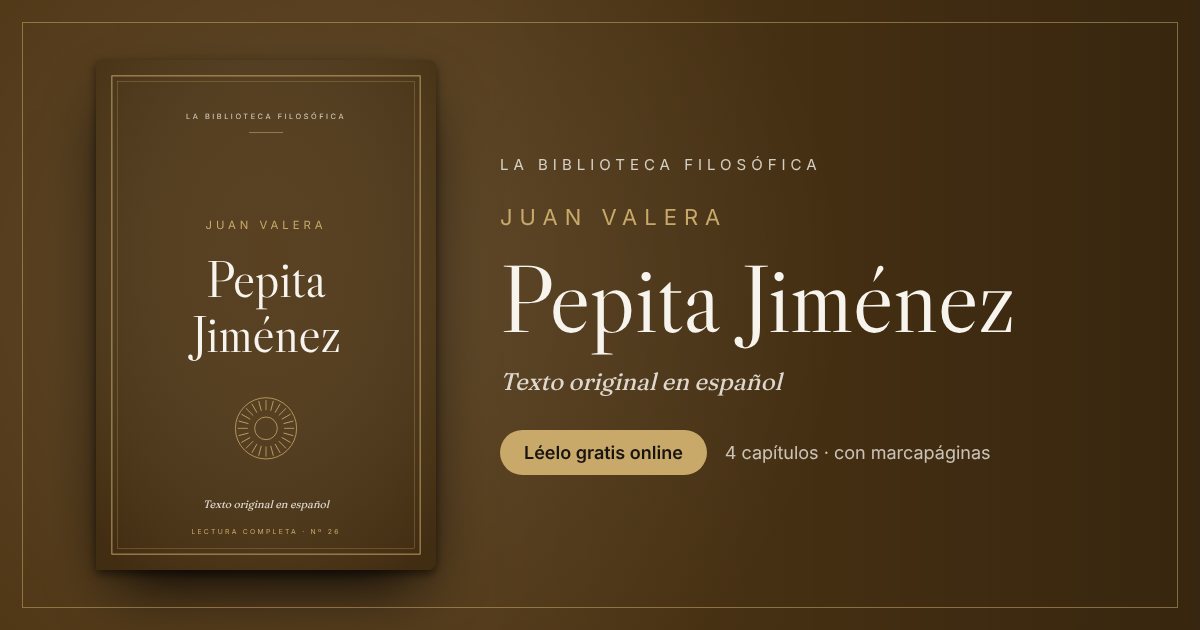 LA BIBLIOTECA FILOSÓFICA
JUAN VALERA
Pepita
Jiménez
Texto original en español
LECTURA COMPLETA · Nº 26
LA BIBLIOTECA FILOSÓFICA
JUAN VALERA
Pepita Jiménez
Texto original en español
Léelo gratis online
4 capítulos · con marcapáginas